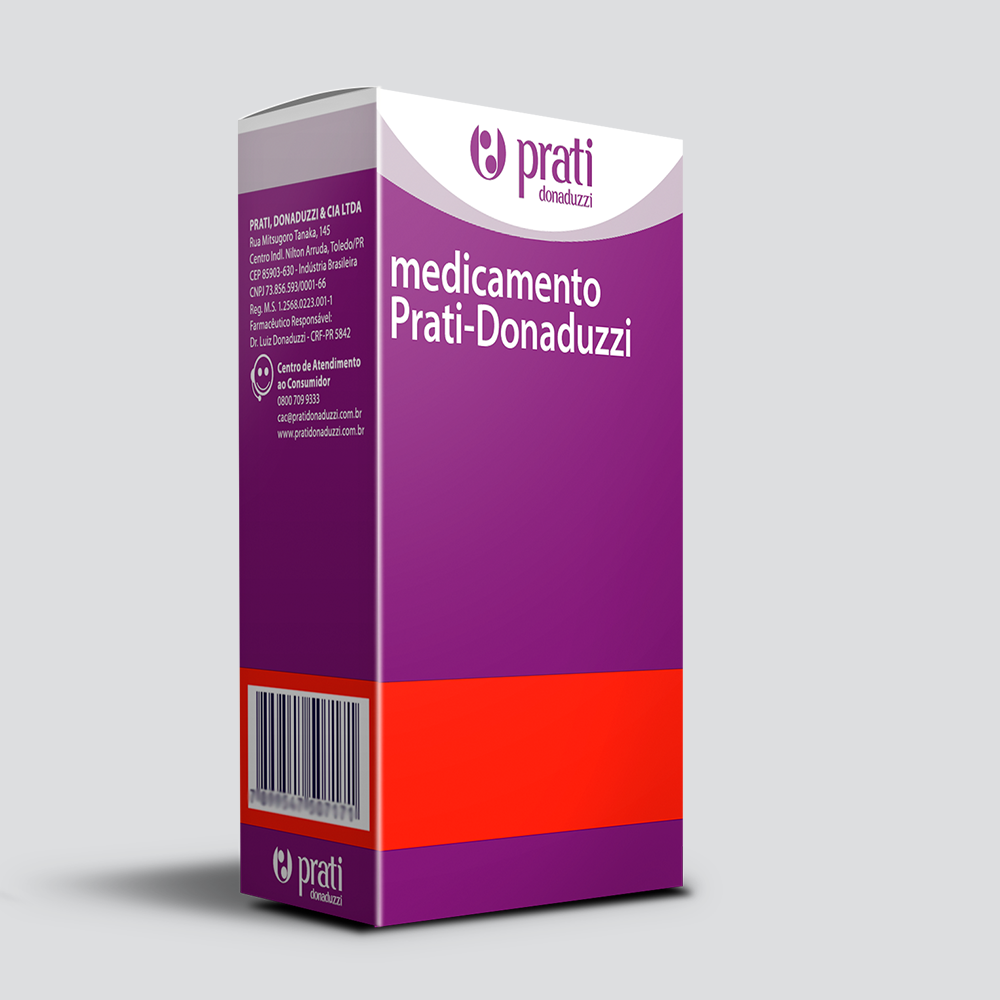 prati
donaduzzi
medicamento
Prati-Donaduzzi
PRATI, DONADUZZI & CIA LTDA
Rua Mitsugoro Tanaka, 145
Centro Indl. Nilton Arruda, Toledo/PR
CEP 85903-630 - Indústria Brasileira
CNPJ 73.856.593/0001-66
Reg. M.S. 1.2568.0223.001-1
Farmacêutico Responsável:
Dr. Luiz Donaduzzi - CRF-PR 5842
Centro de Atendimento
ao Consumidor
0800 709 9333
cac@pratidonaduzzi.com.br
www.pratidonaduzzi.com.br
prati
donaduzzi